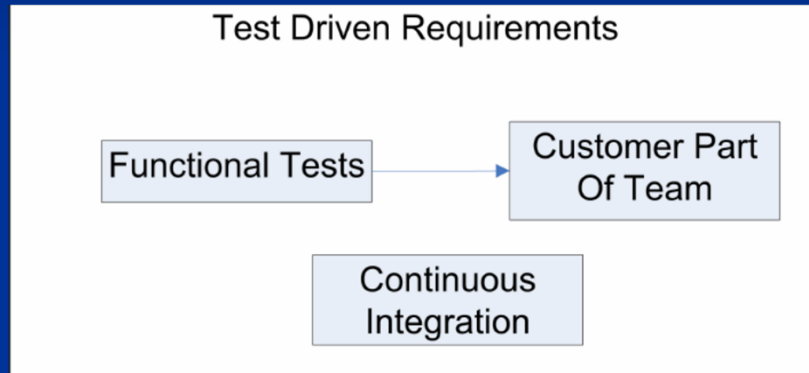 Test Driven Requirements
Functional Tests
Customer Part
Of Team
Continuous
Integration